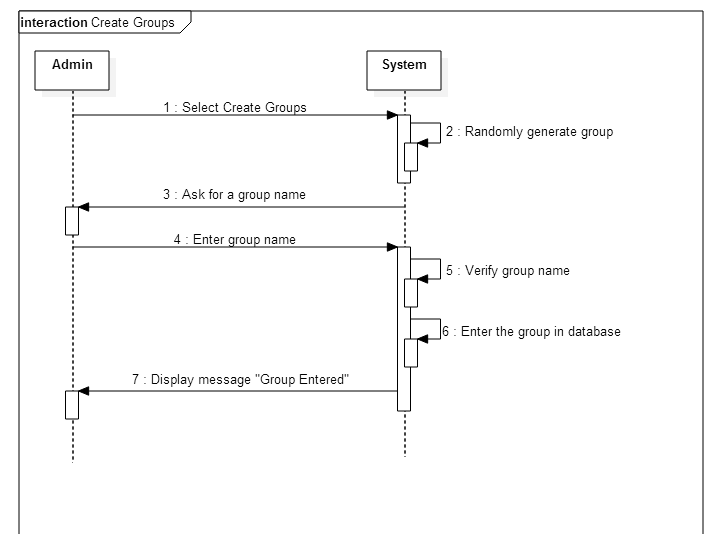 interaction Create Groups
Admin
System
1 : Select Create Groups
2 : Randomly generate group
3 : Ask for a group name
4 : Enter group name
5 : Verify group name
6 : Enter the group in database
7 : Display message "Group Entered"